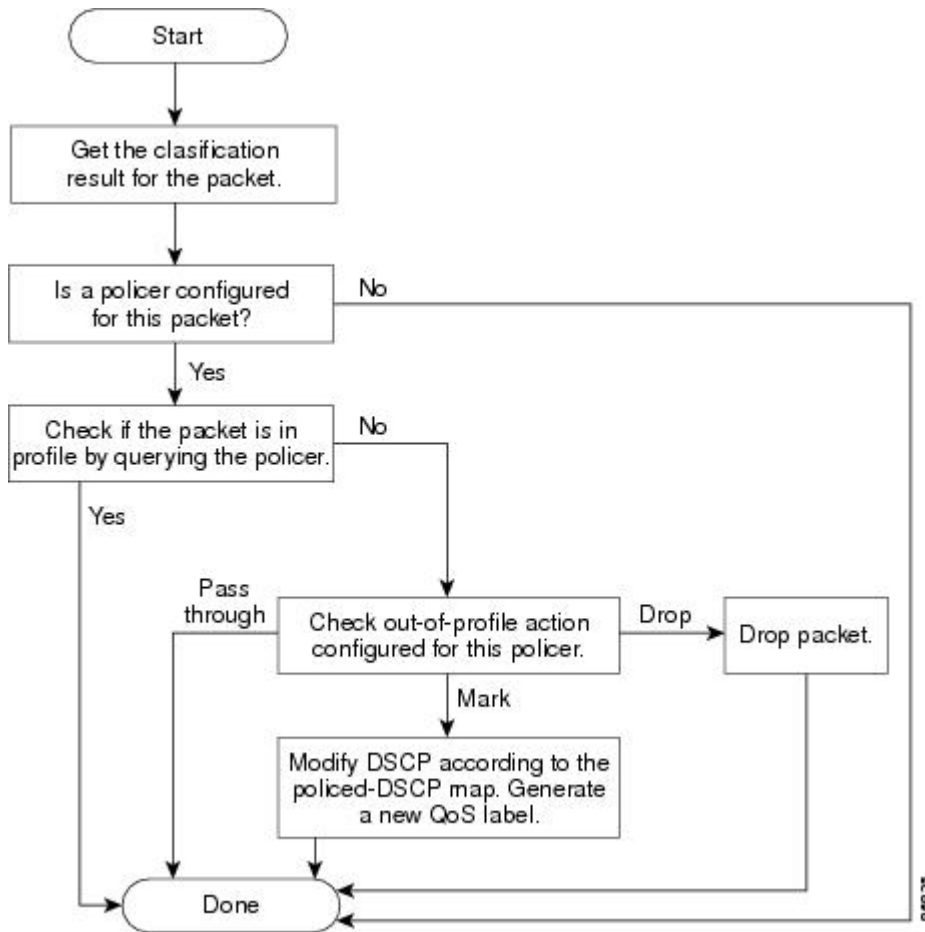 Start
Get the clasification
result for the packet.
Is a policer configured
for this packet?
No
Yes
Check if the packet is in
profile by querying the policer.
No
Yes
Pass
through
Check out-of-profile action
configured for this policer.
Drop
Drop packet.
Mark
Modify DSCP according to the
policed-DSCP map. Generate
a new QoS label.
Done